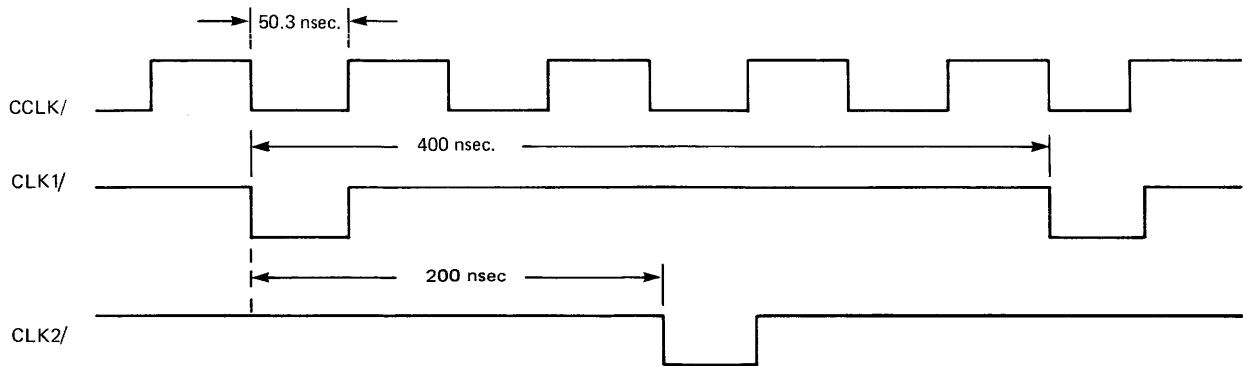 50.3 nsec.
CCLK/
400 nsec.
CLK1/
200 nsec
CLK2/